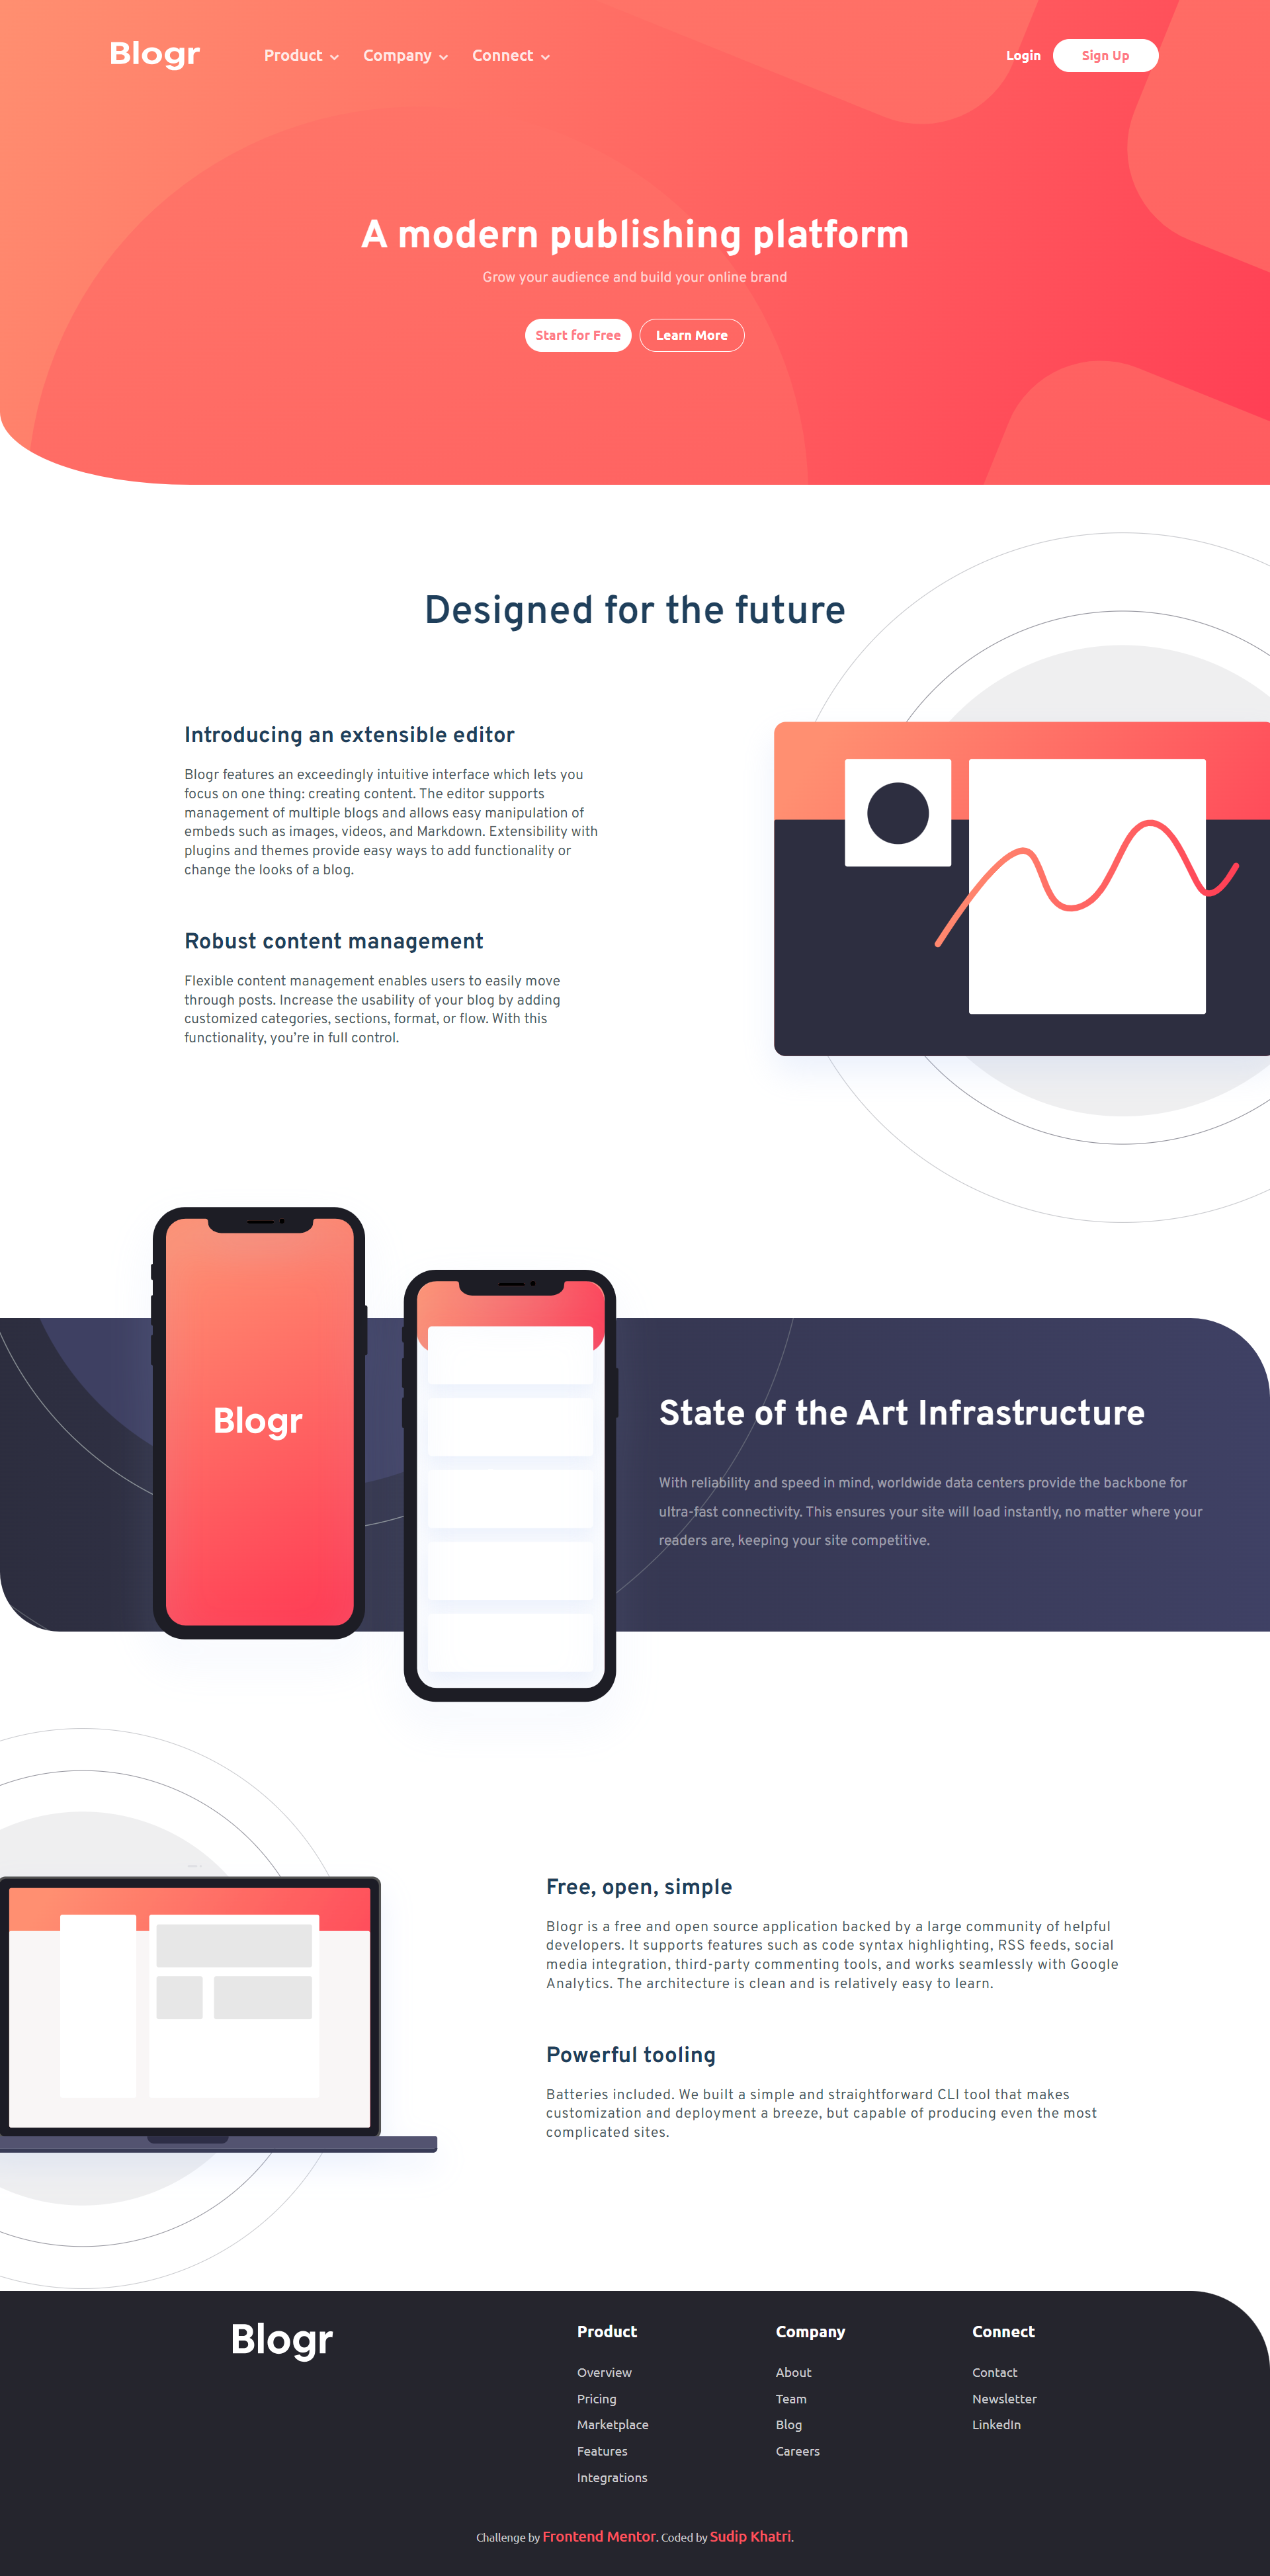 Blogr
Product
Company
Connect
Login
Sign Up
A modern publishing platform
Grow your audience and build your online brand
Start for Free
Learn More
Designed for the future
Introducing an extensible editor
Blogr features an exceedingly intuitive interface which lets you
focus on one thing: creating content. The editor supports
management of multiple blogs and allows easy manipulation of
embeds such as images, videos, and Markdown. Extensibility with
plugins and themes provide easy ways to add functionality or
change the looks of a blog.
Robust content management
Flexible content management enables users to easily move
through posts. Increase the usability of your blog by adding
customized categories, sections, format, or flow. With this
functionality, you're in full control.
Blogr
State of the Art Infrastructure
With reliability and speed in mind, worldwide data centers provide the backbone for
ultra-fast connectivity. This ensures your site will load instantly, no matter where your
readers are, keeping your site competitive.
Free, open, simple
Blogr is a free and open source application backed by a large community of helpful
developers. It supports features such as code syntax highlighting, RSS feeds, social
media integration, third-party commenting tools, and works seamlessly with Google
Analytics. The architecture is clean and is relatively easy to learn.
Powerful tooling
Batteries included. We built a simple and straightforward CLI tool that makes
customization and deployment a breeze, but capable of producing even the most
complicated sites.
Blogr
Product
Overview
Pricing
Marketplace
Features
Integrations
Company
About
Team
Blog
Careers
Connect
Contact
Newsletter
LinkedIn
Challenge by Frontend Mentor. Coded by Sudip Khatri.